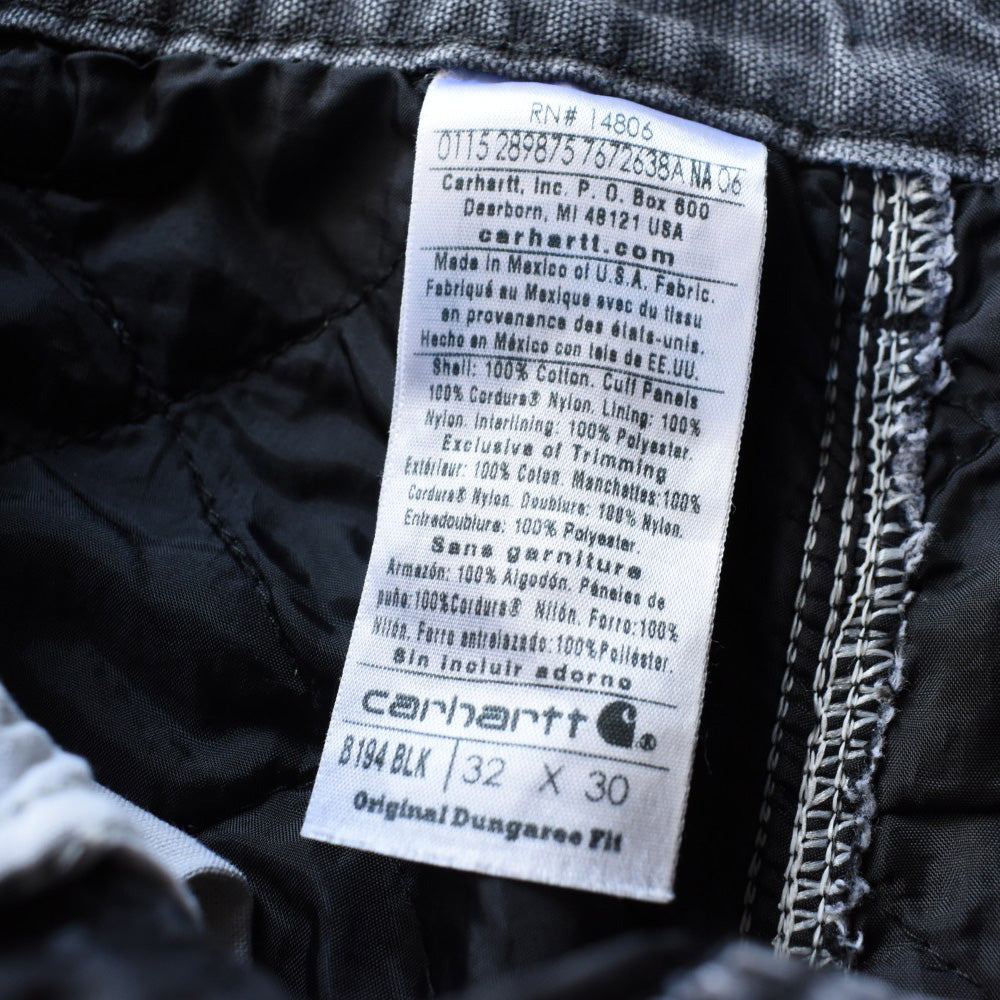 RN# 14806
0115 289875 7672638A NA 06
Carhartt, Inc. P. O. Box 600
Dearborn, MI 48121 USA
carhartt.com
Made in Mexico of U.S.A. Fabric.
Fabriqué au Mexique avec du tissu
en provenance des états-unis.
Hecho en México con tela de EE.UU.
Shell: 100% Cotton. Cuff Panels
100% Cordura® Nylon. Lining: 100%
Nylon. Interlining: 100% Polyester.
Exclusive of Trimming
Extérieur: 100% Coton. Manchettes: 100%
Cordura® Nylon. Doublure: 100% Nylon.
Entredoublure: 100% Polyester.
Sans garniture
Armazón: 100% Algodón. Páneles de
puño: 100% Cordura® Nilón. Forro: 100%
Nilón. Forro entrelazado: 100% Poliéster.
Sin incluir adorno
carhartt ®
B194 BLK | 32 X 30
Original Dungaree Fit